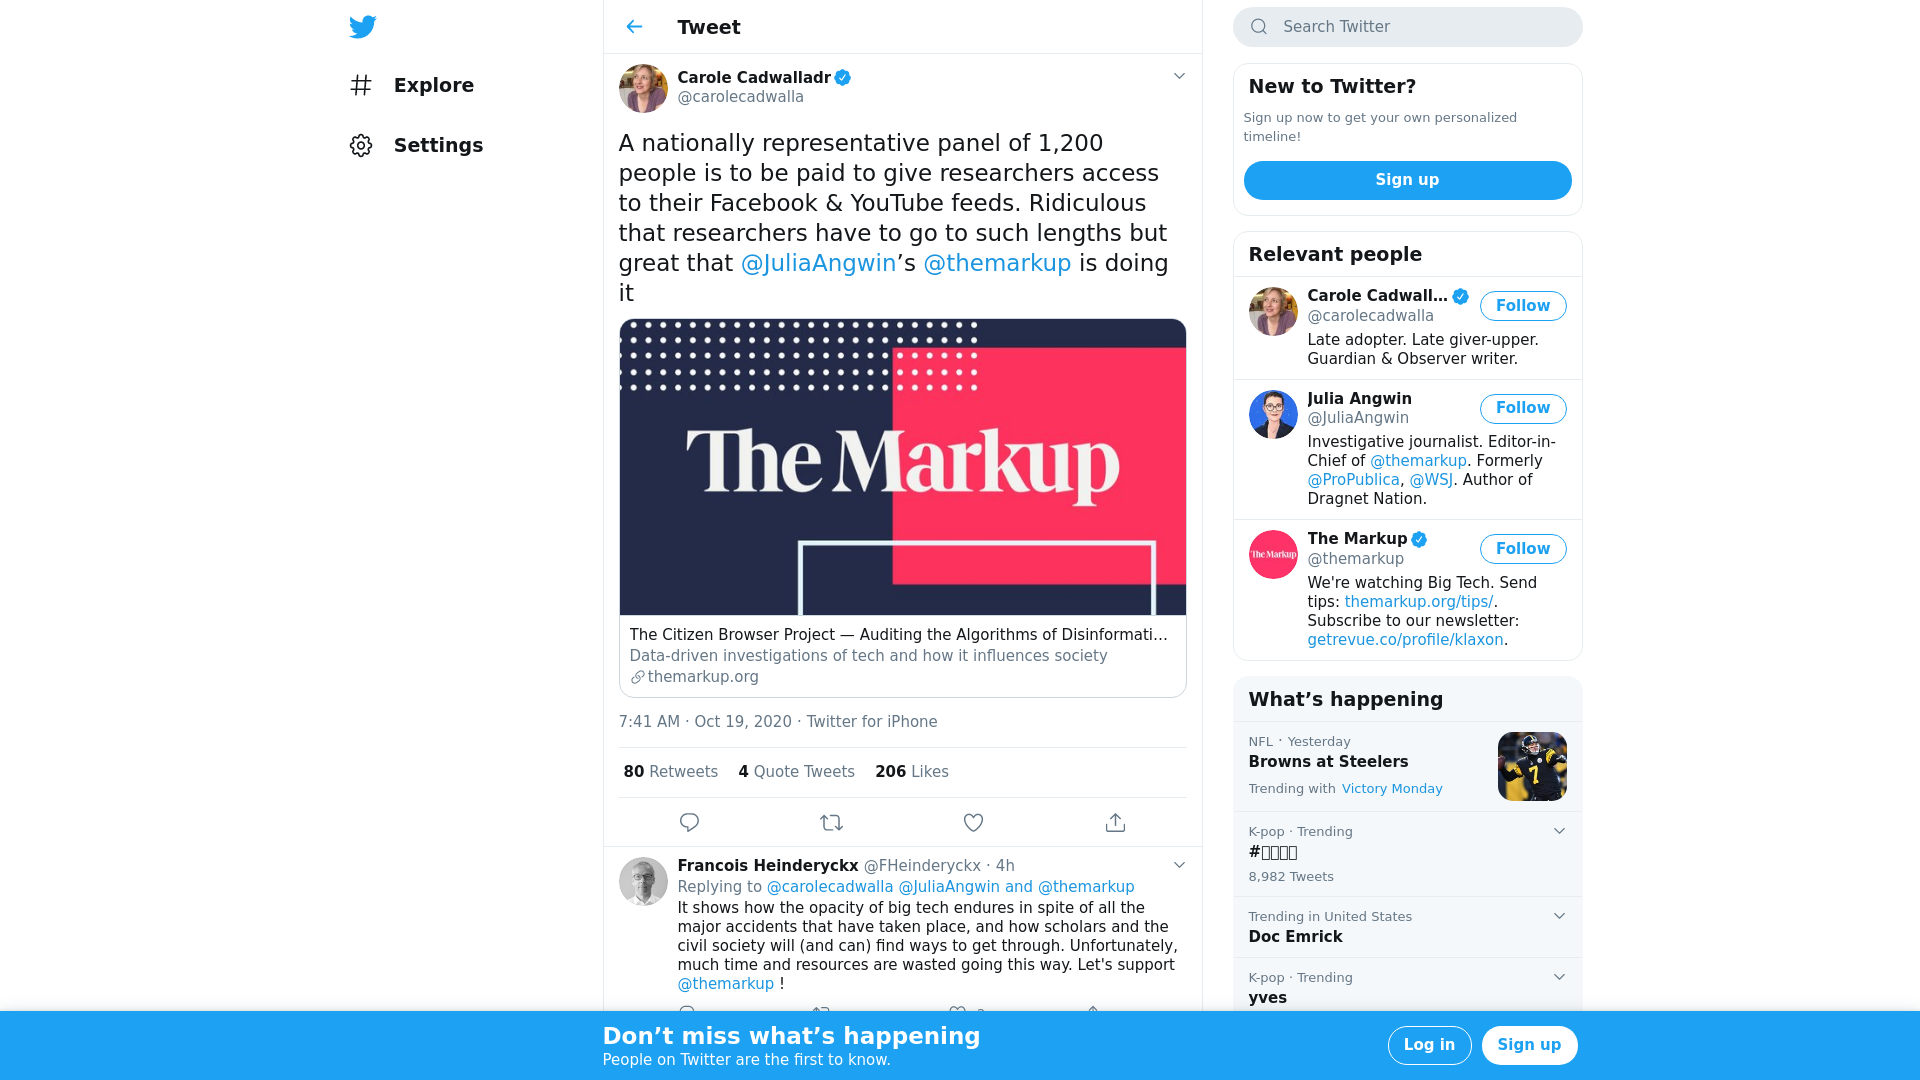 Explore
Settings
Tweet
Carole Cadwalladr
@carolecadwalla
A nationally representative panel of 1,200
people is to be paid to give researchers access
to their Facebook & YouTube feeds. Ridiculous
that researchers have to go to such lengths but
great that @JuliaAngwin’s @themarkup is doing
it
The Markup
The Citizen Browser Project — Auditing the Algorithms of Disinformati…
Data-driven investigations of tech and how it influences society
themarkup.org
7:41 AM · Oct 19, 2020 · Twitter for iPhone
80 Retweets 4 Quote Tweets 206 Likes
Francois Heinderyckx @FHeinderyckx · 4h
Replying to @carolecadwalla @JuliaAngwin and @themarkup
It shows how the opacity of big tech endures in spite of all the
major accidents that have taken place, and how scholars and the
civil society will (and can) find ways to get through. Unfortunately,
much time and resources are wasted going this way. Let's support
@themarkup !
Search Twitter
New to Twitter?
Sign up now to get your own personalized
timeline!
Sign up
Relevant people
Carole Cadwall…
Follow
@carolecadwalla
Late adopter. Late giver-upper.
Guardian & Observer writer.
Julia Angwin
Follow
@JuliaAngwin
Investigative journalist. Editor-in-
Chief of @themarkup. Formerly
@ProPublica, @WSJ. Author of
Dragnet Nation.
The Markup
The Markup
Follow
@themarkup
We're watching Big Tech. Send
tips: themarkup.org/tips/.
Subscribe to our newsletter:
getrevue.co/profile/klaxon.
What’s happening
NFL · Yesterday
Browns at Steelers
Trending with Victory Monday
7
K-pop · Trending
#
8,982 Tweets
Trending in United States
Doc Emrick
K-pop · Trending
yves
Don’t miss what’s happening
People on Twitter are the first to know.
Log in
Sign up